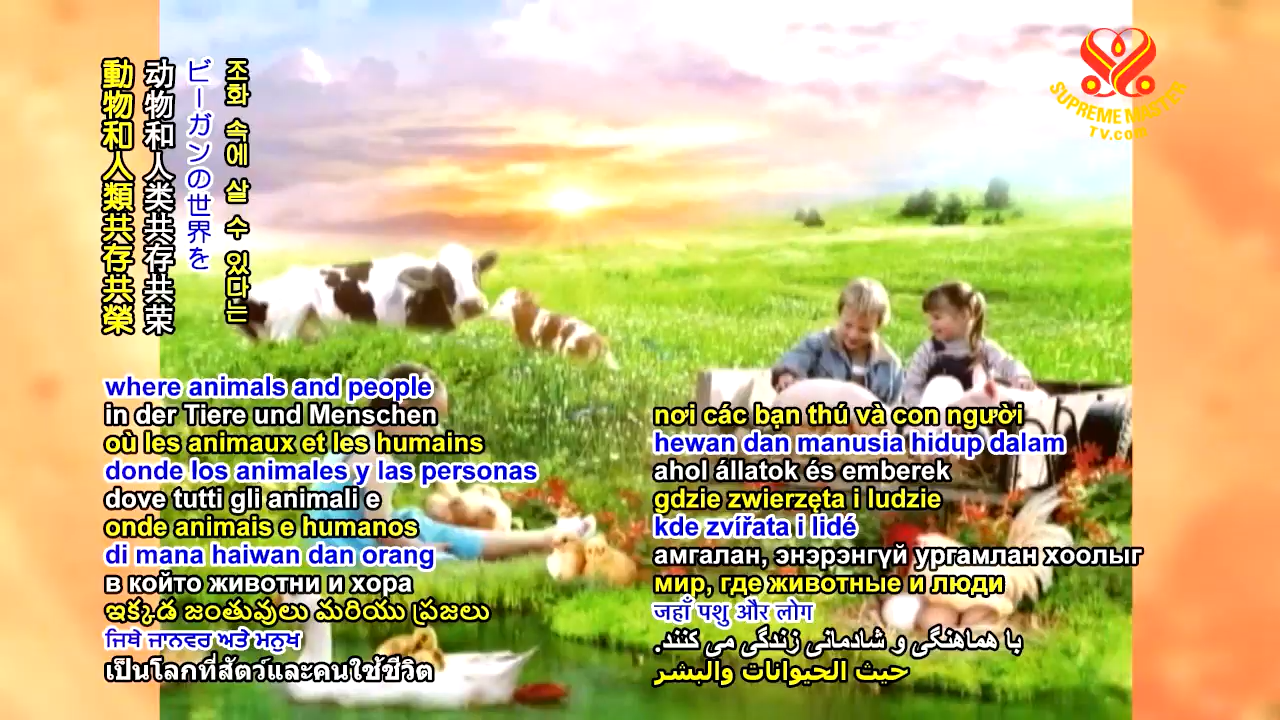 動物和人類共存共榮
动物和人类共存共荣
ビーガンの世界を
조화 속에 살 수 있다는
SUPREME MASTER
TV.com
where animals and people
in der Tiere und Menschen
où les animaux et les humains
donde los animales y las personas
dove tutti gli animali e
onde animais e humanos
di mana haiwan dan orang
в който животни и хора
ఇక్కడ జంతువులు మరియు ప్రజలు
ਜਿਥੇ ਜਾਨਵਰ ਅਤੇ ਮਨੁਖ
เป็นโลกที่สัตว์และคนใช้ชีวิต
nơi các bạn thú và con người
hewan dan manusia hidup dalam
ahol állatok és emberek
gdzie zwierzęta i ludzie
kde zvířata i lidé
амгалан, энэрэнгүй ургамлан хоолыг
мир, где животные и люди
जहाँ पशु और लोग
با هماهنگی و شادمانی زندگی می کنند.
حيث الحيوانات والبشر